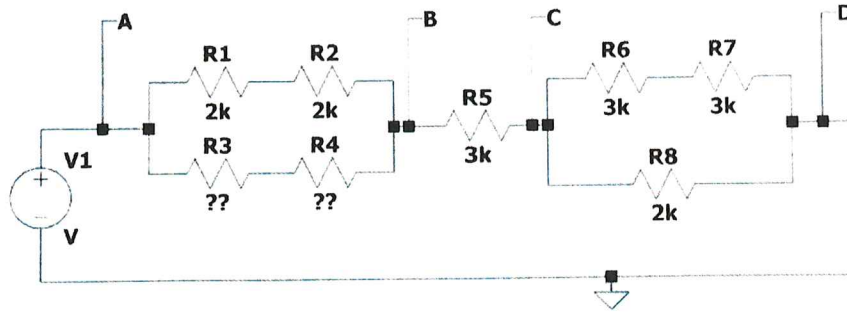 A
B
C
D
R1
R2
R6
R7
2k
2k
R5
3k
3k
V1
R3
R4
3k
R8
??
??
2k
+
–
V